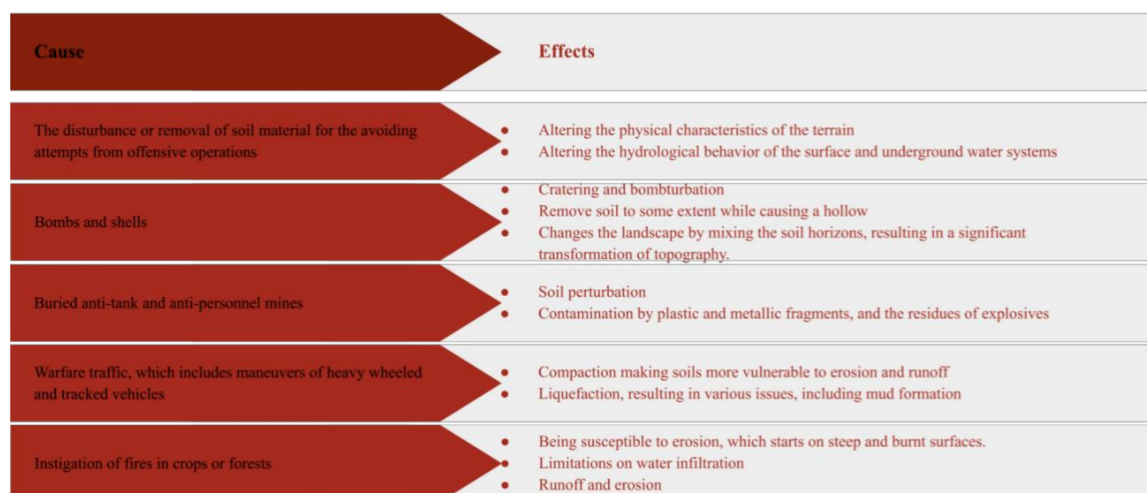 Cause
Effects
The disturbance or removal of soil material for the avoiding
attempts from offensive operations
● Altering the physical characteristics of the terrain
● Altering the hydrological behavior of the surface and underground water systems
Bombs and shells
● Cratering and bombturbation
● Remove soil to some extent while causing a hollow
● Changes the landscape by mixing the soil horizons, resulting in a significant
transformation of topography.
Buried anti-tank and anti-personnel mines
● Soil perturbation
● Contamination by plastic and metallic fragments, and the residues of explosives
Warfare traffic, which includes maneuvers of heavy wheeled
and tracked vehicles
● Compaction making soils more vulnerable to erosion and runoff
● Liquefaction, resulting in various issues, including mud formation
Instigation of fires in crops or forests
● Being susceptible to erosion, which starts on steep and burnt surfaces.
● Limitations on water infiltration
● Runoff and erosion